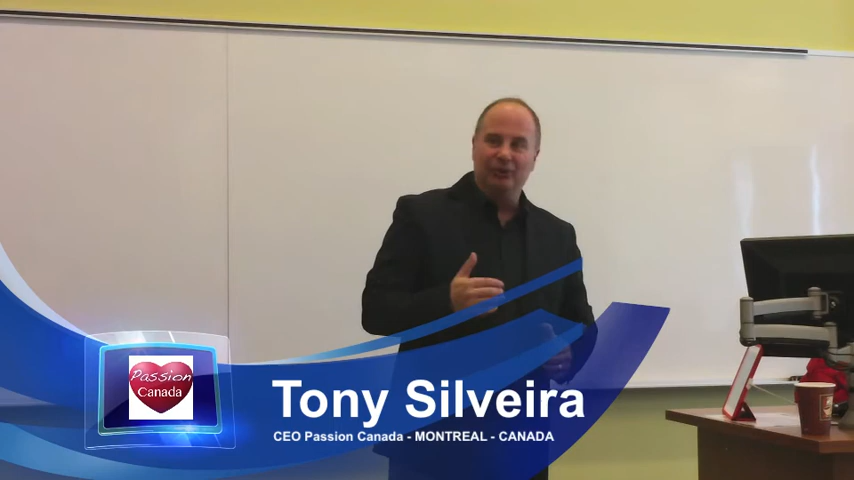 Passion
Canada
Tony Silveira
CEO Passion Canada - MONTREAL - CANADA